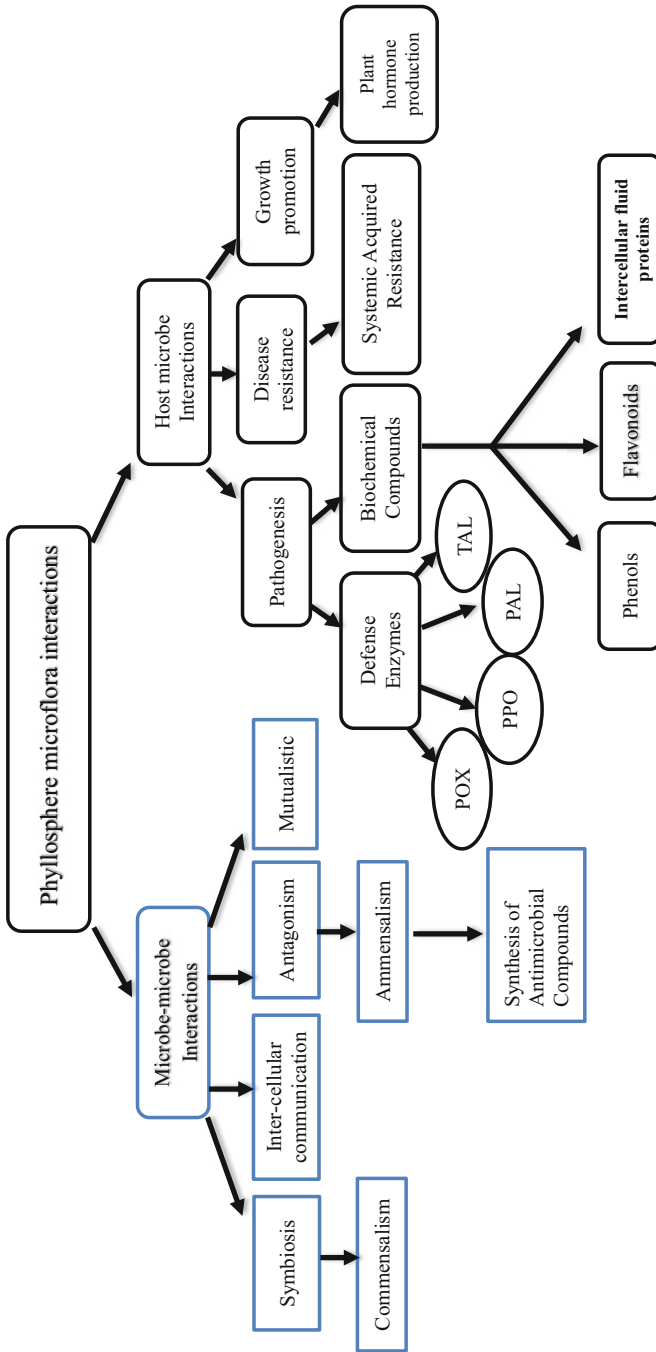 Phyllosphere microflora interactions
Microbe-microbe
Interactions
Host microbe
Interactions
Symbiosis
Inter-cellular
communication
Antagonism
Mutualistic
Pathogenesis
Disease
resistance
Growth
promotion
Commensalism
Ammensalism
Defense
Enzymes
Biochemical
Compounds
Systemic Acquired
Resistance
Plant
hormone
production
Synthesis of
Antimicrobial
Compounds
POX
PPO
PAL
TAL
Phenols
Flavonoids
Intercellular fluid
proteins